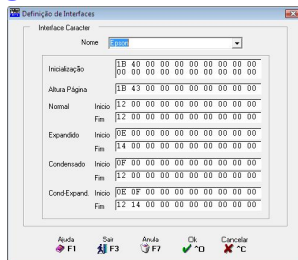 Definição de Interfaces
Interface Caracter
Nome Epson
Inicialização 1B 40 00 00 00 00 00 00 00 00
00 00 00 00 00 00 00 00 00 00
Altura Página 1B 43 00 00 00 00 00 00 00 00
Normal Inicio 12 00 00 00 00 00 00 00 00 00
Fim 12 00 00 00 00 00 00 00 00 00
Expandido Inicio 0E 00 00 00 00 00 00 00 00 00
Fim 14 00 00 00 00 00 00 00 00 00
Condensado Inicio 0F 00 00 00 00 00 00 00 00 00
Fim 12 00 00 00 00 00 00 00 00 00
Cond-Expand. Inicio 0E 0F 00 00 00 00 00 00 00 00
Fim 12 14 00 00 00 00 00 00 00 00
Ajuda Sair Anula Ok Cancelar
F1 F3 F7 ^O ^C